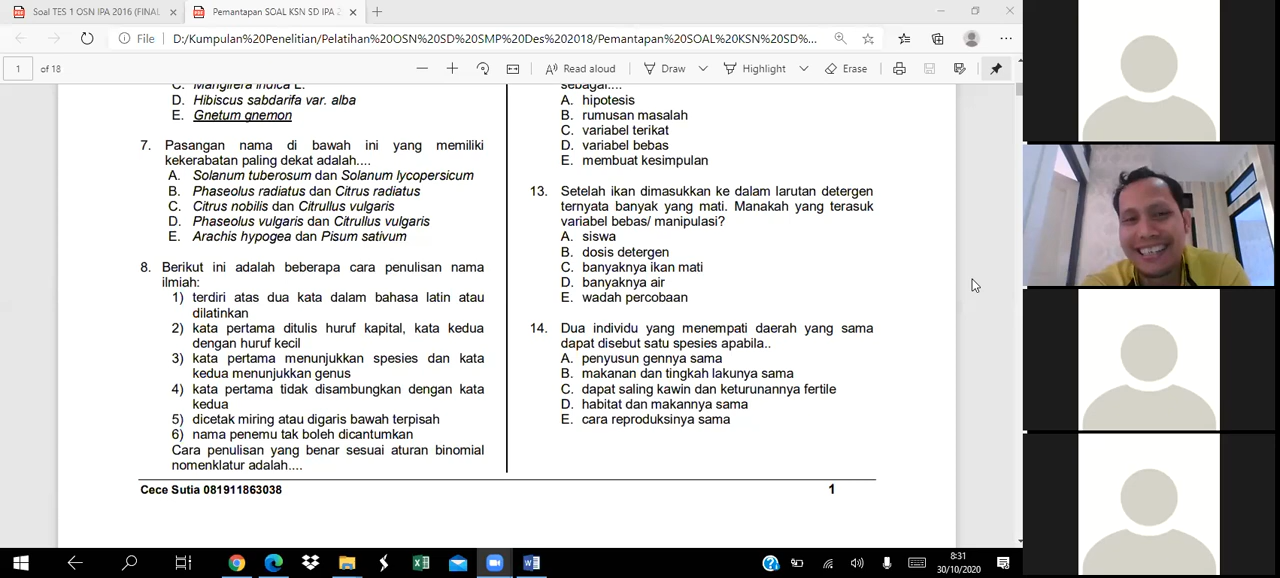 Soal TES 1 OSN IPA 2016 (FINAL
Pemantapan SOAL KSN SD IPA 2
File
D:/Kumpulan%20Penelitian/Pelatihan%20OSN%20SD%20SMP%20Des%202018/Pemantapan%20SOAL%20KSN%20SD%...
1 of 18
Read aloud
Draw
Highlight
Erase
C. Mangifera indica L.
D. Hibiscus sabdarifa var. alba
E. Gnetum gnemon
7. Pasangan nama di bawah ini yang memiliki
kekerabatan paling dekat adalah....
A. Solanum tuberosum dan Solanum lycopersicum
B. Phaseolus radiatus dan Citrus radiatus
C. Citrus nobilis dan Citrullus vulgaris
D. Phaseolus vulgaris dan Citrullus vulgaris
E. Arachis hypogea dan Pisum sativum
8. Berikut ini adalah beberapa cara penulisan nama
ilmiah:
1) terdiri atas dua kata dalam bahasa latin atau
dilatinkan
2) kata pertama ditulis huruf kapital, kata kedua
dengan huruf kecil
3) kata pertama menunjukkan spesies dan kata
kedua menunjukkan genus
4) kata pertama tidak disambungkan dengan kata
kedua
5) dicetak miring atau digaris bawah terpisah
6) nama penemu tak boleh dicantumkan
Cara penulisan yang benar sesuai aturan binomial
nomenklatur adalah....
sebagai....
A. hipotesis
B. rumusan masalah
C. variabel terikat
D. variabel bebas
E. membuat kesimpulan
13. Setelah ikan dimasukkan ke dalam larutan detergen
ternyata banyak yang mati. Manakah yang terasuk
variabel bebas/ manipulasi?
A. siswa
B. dosis detergen
C. banyaknya ikan mati
D. banyaknya air
E. wadah percobaan
14. Dua individu yang menempati daerah yang sama
dapat disebut satu spesies apabila..
A. penyusun gennya sama
B. makanan dan tingkah lakunya sama
C. dapat saling kawin dan keturunannya fertile
D. habitat dan makannya sama
E. cara reproduksinya sama
Cece Sutia 081911863038
1
8:31
30/10/2020